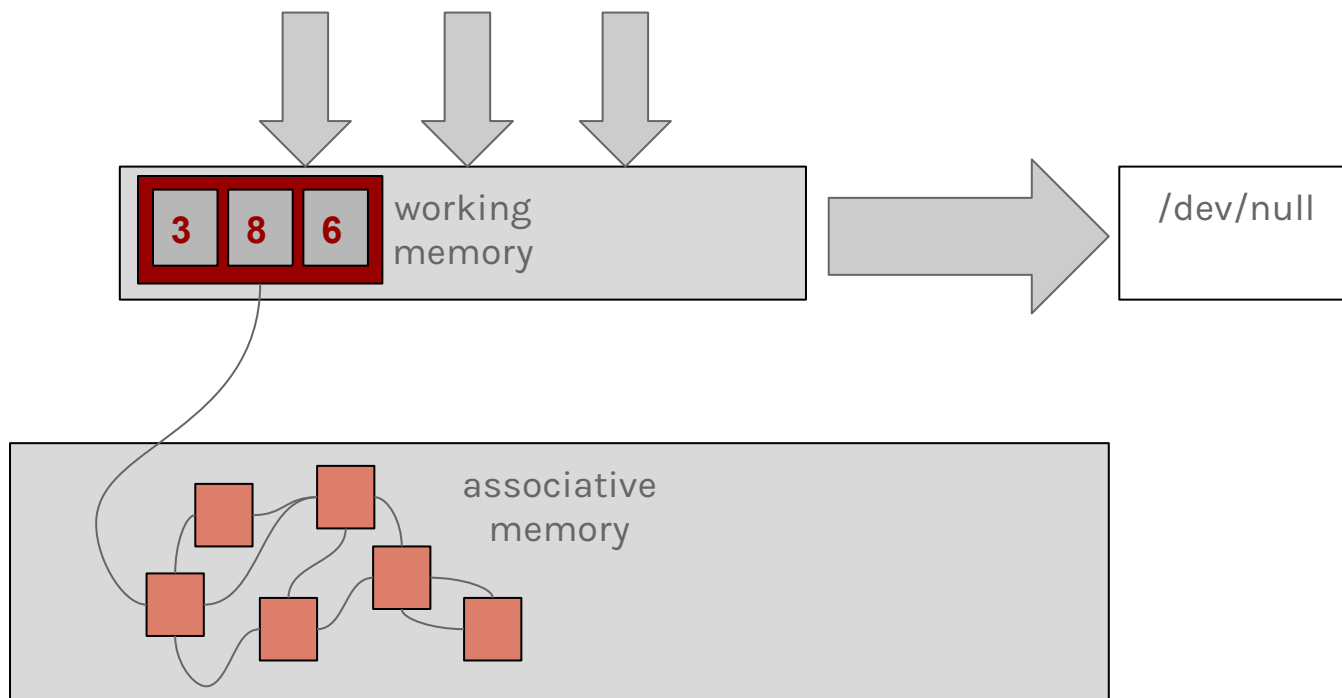 3 8 6
working
memory
/dev/null
associative
memory